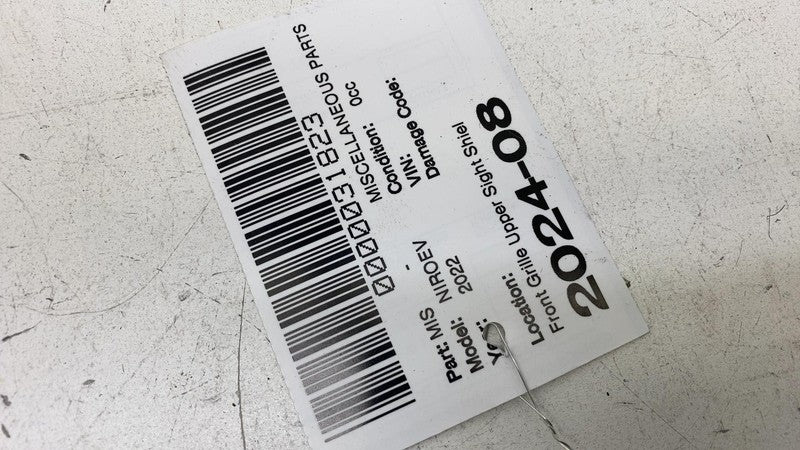 0000031823
Part: MIS - MISCELLANEOUS PARTS
Model: NIROEV Condition: 0cc
Year: 2022 VIN:
Damage Code:
Location:
Front Grille Upper Sight Shiel
2024-08